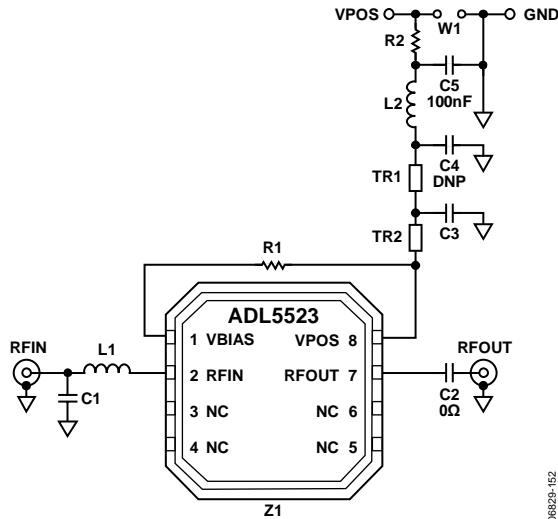 VPOS
W1
GND
R2
C5
100nF
L2
C4
DNP
TR1
C3
TR2
R1
ADL5523
1 VBIAS
VPOS 8
RFIN
L1
RFOUT
2 RFIN
RFOUT 7
C1
C2
0Ω
3 NC
NC 6
4 NC
NC 5
Z1
06829-152